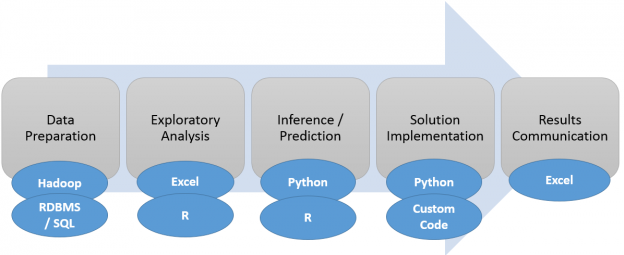 Data
Preparation
Hadoop
RDBMS
/ SQL
Exploratory
Analysis
Excel
R
Inference /
Prediction
Python
R
Solution
Implementation
Python
Custom
Code
Results
Communication
Excel